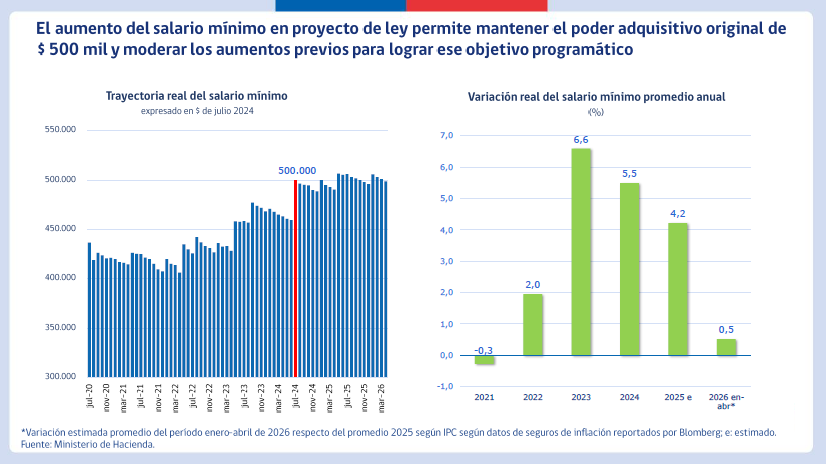 El aumento del salario mínimo en proyecto de ley permite mantener el poder adquisitivo original de
$ 500 mil y moderar los aumentos previos para lograr ese objetivo programático
Trayectoria real del salario mínimo
expresado en $ de julio 2024
550.000
500.000
450.000
400.000
350.000
300.000
500.000
jul-20
nov-20
mar-21
jul-21
nov-21
mar-22
jul-22
nov-22
mar-23
jul-23
nov-23
mar-24
jul-24
nov-24
mar-25
jul-25
nov-25
mar-26
Variación real del salario mínimo promedio anual
(%)
7,0
6,0
5,0
4,0
3,0
2,0
1,0
0,0
-1,0
-0,3
2,0
6,6
5,5
4,2
0,5
2021
2022
2023
2024
2025 e
2026 en-
abr*
*Variación estimada promedio del período enero-abril de 2026 respecto del promedio 2025 según IPC según datos de seguros de inflación reportados por Blomberg; e: estimado.
Fuente: Ministerio de Hacienda.